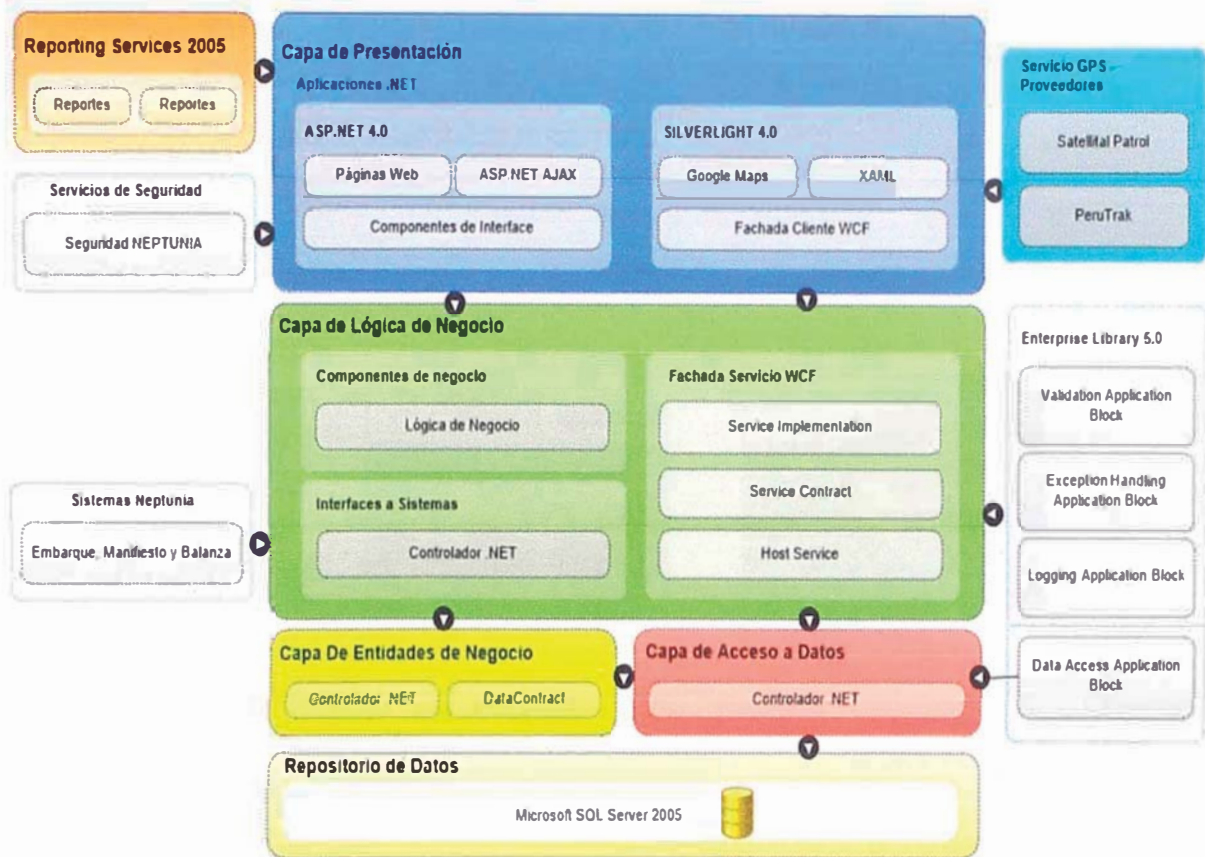 Reporting Services 2005
Reportes
Reportes
Servicios de Seguridad
Seguridad NEPTUNIA
Capa de Presentación
Aplicaciones .NET
ASP.NET 4.0
Páginas Web
ASP.NET AJAX
Componentes de Interface
SILVERLIGHT 4.0
Google Maps
XAML
Fachada Cliente WCF
Servicio GPS
Proveedores
Satellital Patrol
PeruTrak
Capa de Lógica de Negocio
Componentes de negocio
Lógica de Negocio
Interfaces a Sistemas
Controlador .NET
Fachada Servicio WCF
Service Implementation
Service Contract
Host Service
Sistemas Neptunia
Embarque, Manifiesto y Balanza
Enterprise Library 5.0
Validation Application
Block
Exception Handling
Application Block
Logging Application Block
Data Access Application
Block
Capa De Entidades de Negocio
Controlador .NET
DataContract
Capa de Acceso a Datos
Controlador .NET
Repositorio de Datos
Microsoft SQL Server 2005